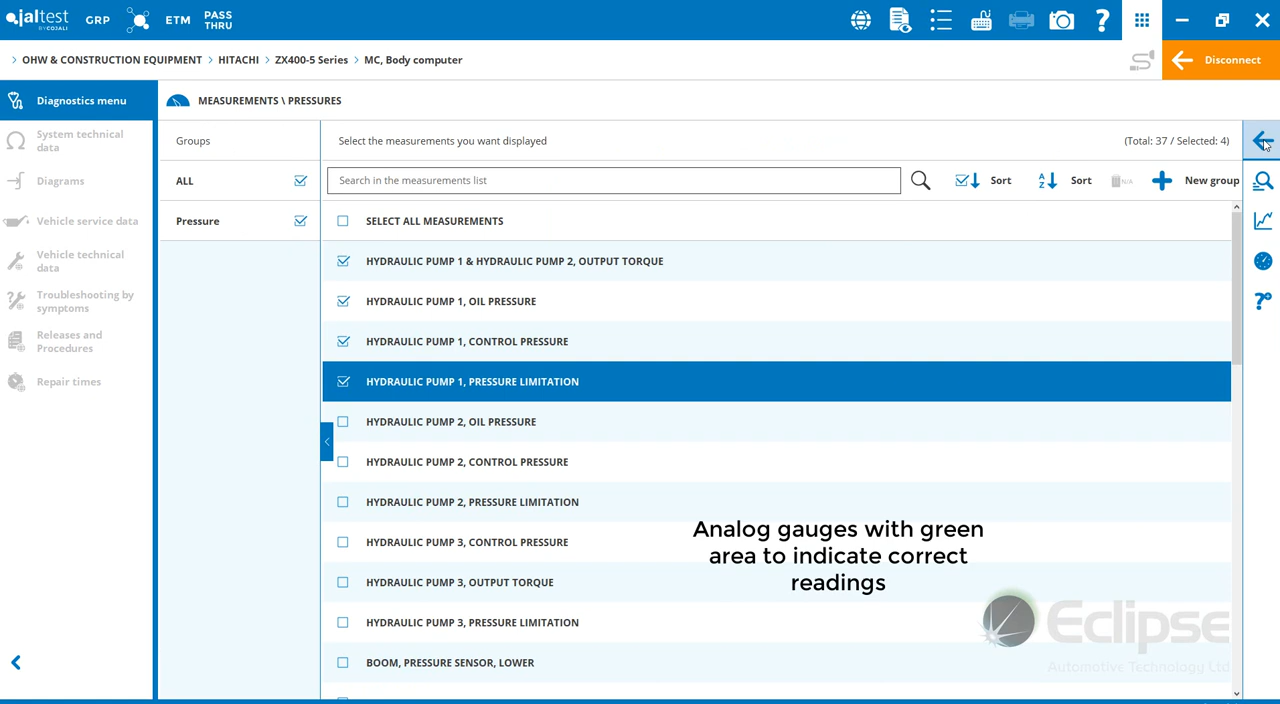 jaltest
BY COJALI
GRP
ETM
PASS THRU
OHW & CONSTRUCTION EQUIPMENT > HITACHI > ZX400-5 Series > MC, Body computer
Disconnect
Diagnostics menu
System technical data
Diagrams
Vehicle service data
Vehicle technical data
Troubleshooting by symptoms
Releases and Procedures
Repair times
MEASUREMENTS \ PRESSURES
Groups
ALL
Pressure
Select the measurements you want displayed
(Total: 37 / Selected: 4)
Search in the measurements list
Sort
A Z Sort
N/A
New group
SELECT ALL MEASUREMENTS
HYDRAULIC PUMP 1 & HYDRAULIC PUMP 2, OUTPUT TORQUE
HYDRAULIC PUMP 1, OIL PRESSURE
HYDRAULIC PUMP 1, CONTROL PRESSURE
HYDRAULIC PUMP 1, PRESSURE LIMITATION
HYDRAULIC PUMP 2, OIL PRESSURE
HYDRAULIC PUMP 2, CONTROL PRESSURE
HYDRAULIC PUMP 2, PRESSURE LIMITATION
HYDRAULIC PUMP 3, CONTROL PRESSURE
HYDRAULIC PUMP 3, OUTPUT TORQUE
HYDRAULIC PUMP 3, PRESSURE LIMITATION
BOOM, PRESSURE SENSOR, LOWER
Analog gauges with green
area to indicate correct
readings
Eclipse
Automotive Technology Ltd